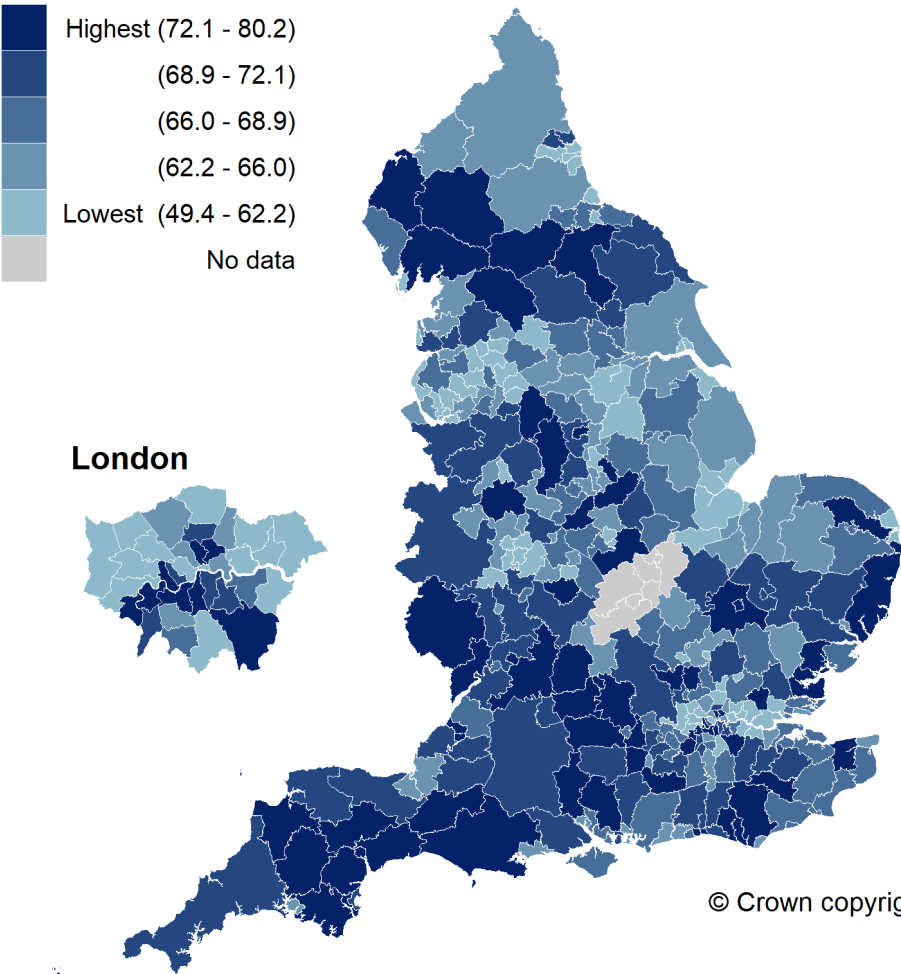 Highest (72.1 - 80.2)
(68.9 - 72.1)
(66.0 - 68.9)
(62.2 - 66.0)
Lowest (49.4 - 62.2)
No data
London
© Crown copyrig